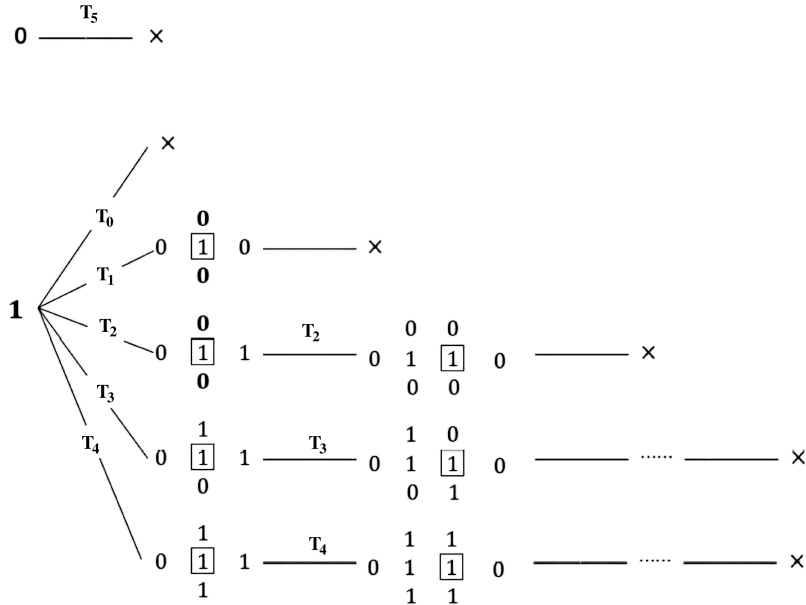 T₅
0 ×
×
T₀
0
0 1 0 ×
T₁
0
1
0 0 0
T₂ T₂
0 1 1 0 1 1 0 ×
0 0 0
T₃
1 1 0
T₄ T₃
0 1 1 0 1 1 0 ...... ×
0 0 1
1 1 1
T₄
0 1 1 0 1 1 0 ...... ×
1 1 1